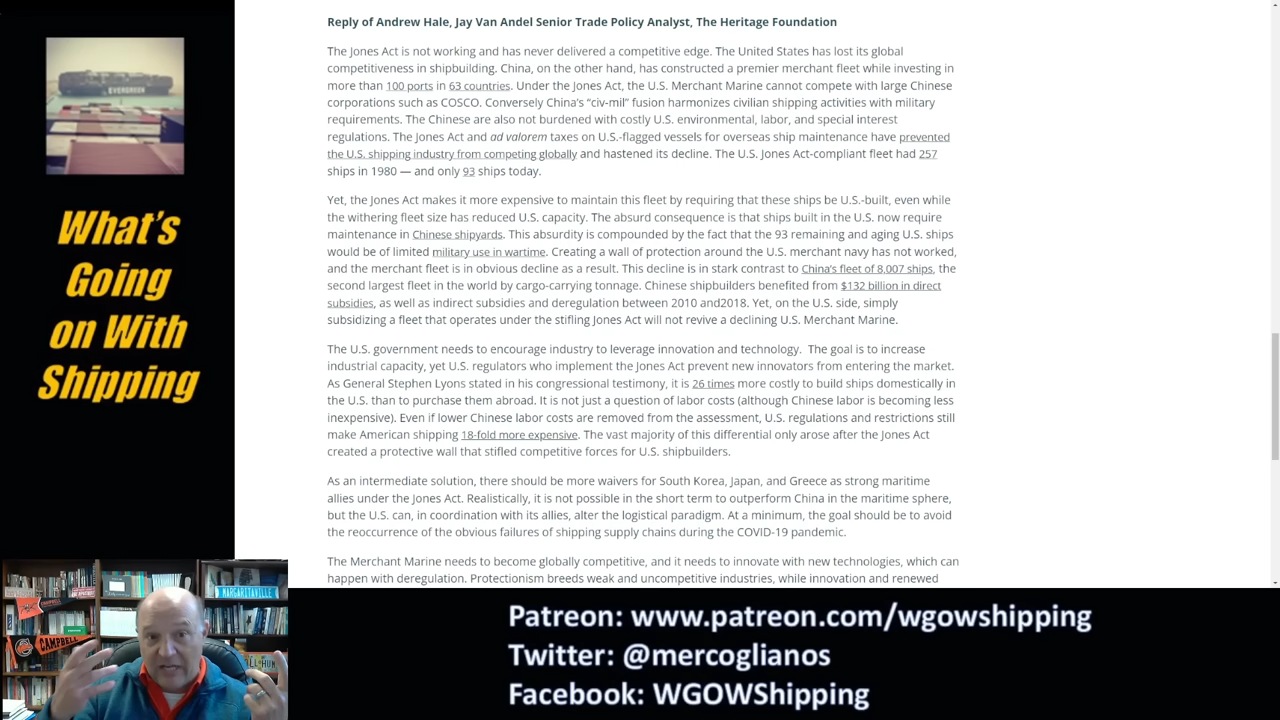 EVERGREEN
What's
Going
on With
Shipping
Reply of Andrew Hale, Jay Van Andel Senior Trade Policy Analyst, The Heritage Foundation
The Jones Act is not working and has never delivered a competitive edge. The United States has lost its global
competitiveness in shipbuilding. China, on the other hand, has constructed a premier merchant fleet while investing in
more than 100 ports in 63 countries. Under the Jones Act, the U.S. Merchant Marine cannot compete with large Chinese
corporations such as COSCO. Conversely China's “civ-mil” fusion harmonizes civilian shipping activities with military
requirements. The Chinese are also not burdened with costly U.S. environmental, labor, and special interest
regulations. The Jones Act and ad valorem taxes on U.S.-flagged vessels for overseas ship maintenance have prevented
the U.S. shipping industry from competing globally and hastened its decline. The U.S. Jones Act-compliant fleet had 257
ships in 1980 — and only 93 ships today.
Yet, the Jones Act makes it more expensive to maintain this fleet by requiring that these ships be U.S.-built, even while
the withering fleet size has reduced U.S. capacity. The absurd consequence is that ships built in the U.S. now require
maintenance in Chinese shipyards. This absurdity is compounded by the fact that the 93 remaining and aging U.S. ships
would be of limited military use in wartime. Creating a wall of protection around the U.S. merchant navy has not worked,
and the merchant fleet is in obvious decline as a result. This decline is in stark contrast to China's fleet of 8,007 ships, the
second largest fleet in the world by cargo-carrying tonnage. Chinese shipbuilders benefited from $132 billion in direct
subsidies, as well as indirect subsidies and deregulation between 2010 and2018. Yet, on the U.S. side, simply
subsidizing a fleet that operates under the stifling Jones Act will not revive a declining U.S. Merchant Marine.
The U.S. government needs to encourage industry to leverage innovation and technology.  The goal is to increase
industrial capacity, yet U.S. regulators who implement the Jones Act prevent new innovators from entering the market.
As General Stephen Lyons stated in his congressional testimony, it is 26 times more costly to build ships domestically in
the U.S. than to purchase them abroad. It is not just a question of labor costs (although Chinese labor is becoming less
inexpensive). Even if lower Chinese labor costs are removed from the assessment, U.S. regulations and restrictions still
make American shipping 18-fold more expensive. The vast majority of this differential only arose after the Jones Act
created a protective wall that stifled competitive forces for U.S. shipbuilders.
As an intermediate solution, there should be more waivers for South Korea, Japan, and Greece as strong maritime
allies under the Jones Act. Realistically, it is not possible in the short term to outperform China in the maritime sphere,
but the U.S. can, in coordination with its allies, alter the logistical paradigm. At a minimum, the goal should be to avoid
the reoccurrence of the obvious failures of shipping supply chains during the COVID-19 pandemic.
The Merchant Marine needs to become globally competitive, and it needs to innovate with new technologies, which can
happen with deregulation. Protectionism breeds weak and uncompetitive industries, while innovation and renewed
MARGARITAVILLE
CAMPBELL
Patreon: www.patreon.com/wgowshipping
Twitter: @mercoglianos
Facebook: WGOWShipping